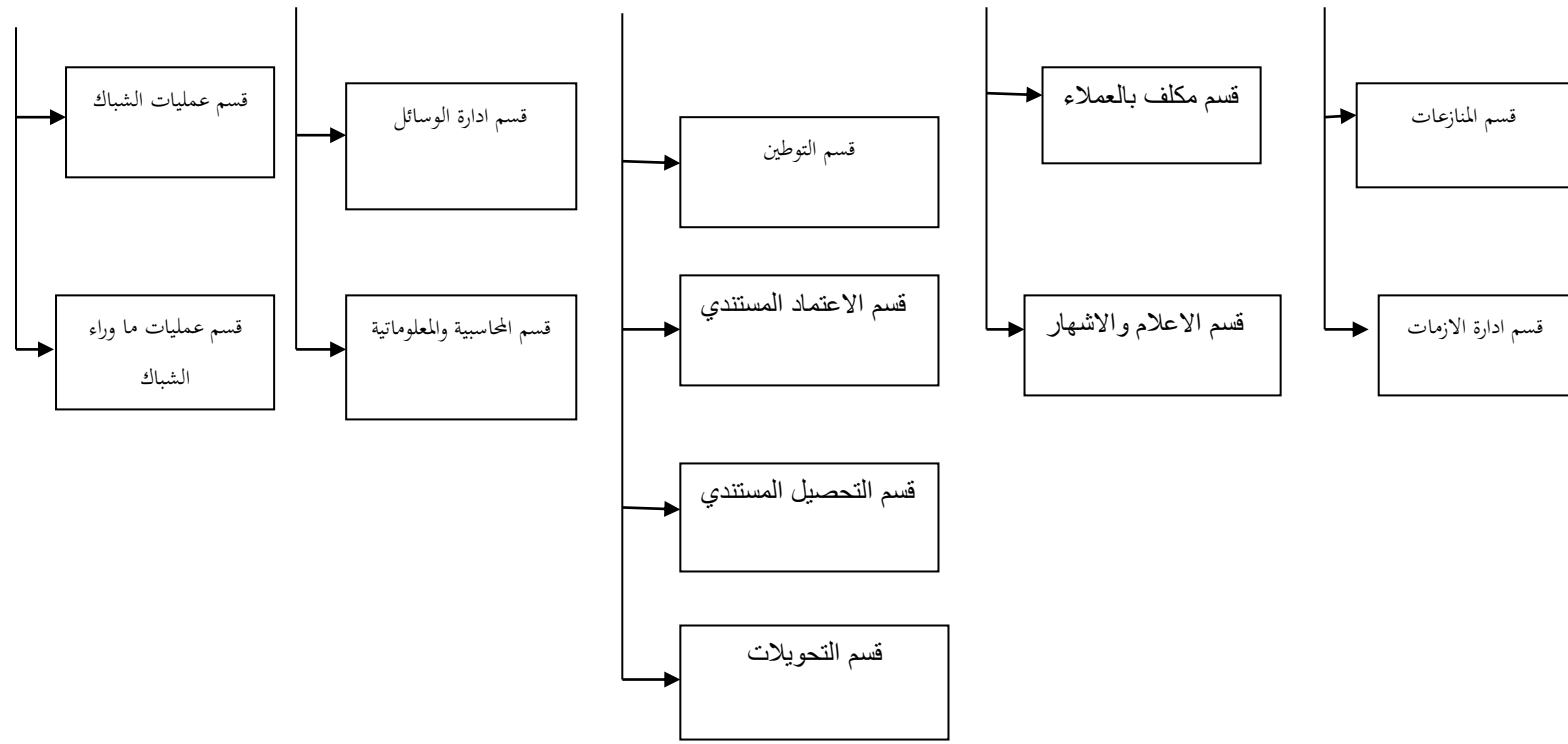 قسم المنازعات
قسم ادارة الازمات
قسم مكلف بالعملاء
قسم الاعلام والاشهار
قسم التوطين
قسم الاعتماد المستندي
قسم التحصيل المستندي
قسم التحويلات
قسم ادارة الوسائل
قسم المحاسبية والمعلوماتية
قسم عمليات الشباك
قسم عمليات ما وراء
الشباك